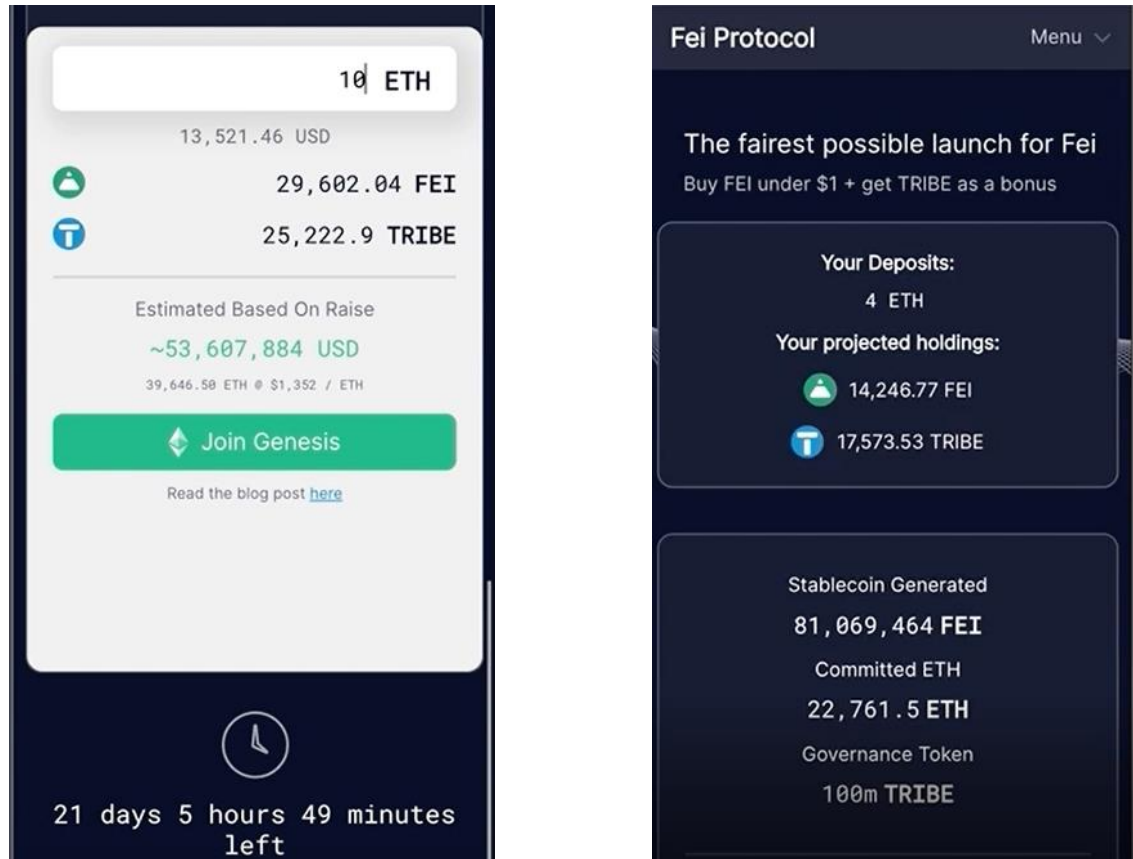 10 ETH
13,521.46 USD
29,602.04 FEI
25,222.9 TRIBE
Estimated Based On Raise
~53,607,884 USD
39,646.50 ETH @ $1,352 / ETH
Join Genesis
Read the blog post here
21 days 5 hours 49 minutes
left
Fei Protocol
Menu
The fairest possible launch for Fei
Buy FEI under $1 + get TRIBE as a bonus
Your Deposits:
4 ETH
Your projected holdings:
14,246.77 FEI
17,573.53 TRIBE
Stablecoin Generated
81,069,464 FEI
Committed ETH
22,761.5 ETH
Governance Token
100m TRIBE